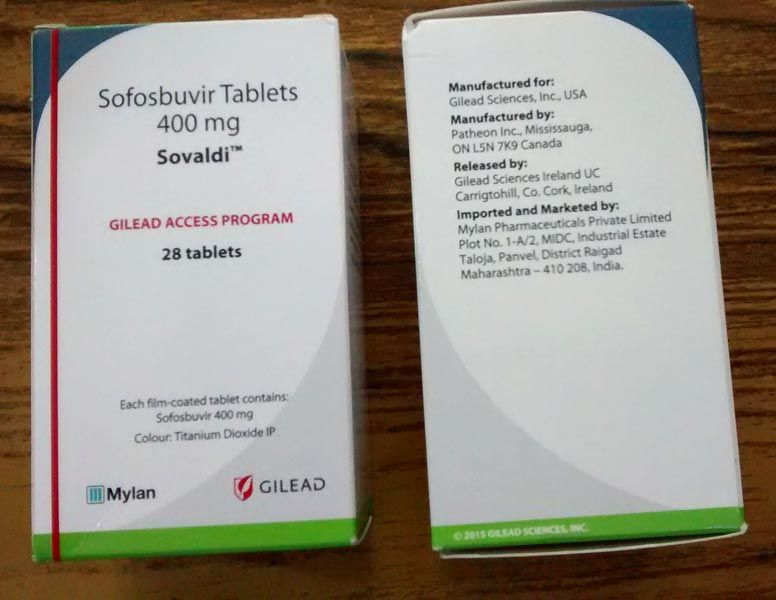 Sofosbuvir Tablets
400 mg
Sovaldi™
GILEAD ACCESS PROGRAM
28 tablets
Each film-coated tablet contains:
Sofosbuvir 400 mg
Colour: Titanium Dioxide IP
Mylan
GILEAD
Manufactured for:
Gilead Sciences, Inc., USA
Manufactured by:
Patheon Inc., Mississauga,
ON L5N 7K9 Canada
Released by:
Gilead Sciences Ireland UC
Carrigtohill, Co. Cork, Ireland
Imported and Marketed by:
Mylan Pharmaceuticals Private Limited
Plot No. 1-A/2, MIDC, Industrial Estate
Taloja, Panvel, District Raigad
Maharashtra – 410 208, India.
© 2015 GILEAD SCIENCES, INC.